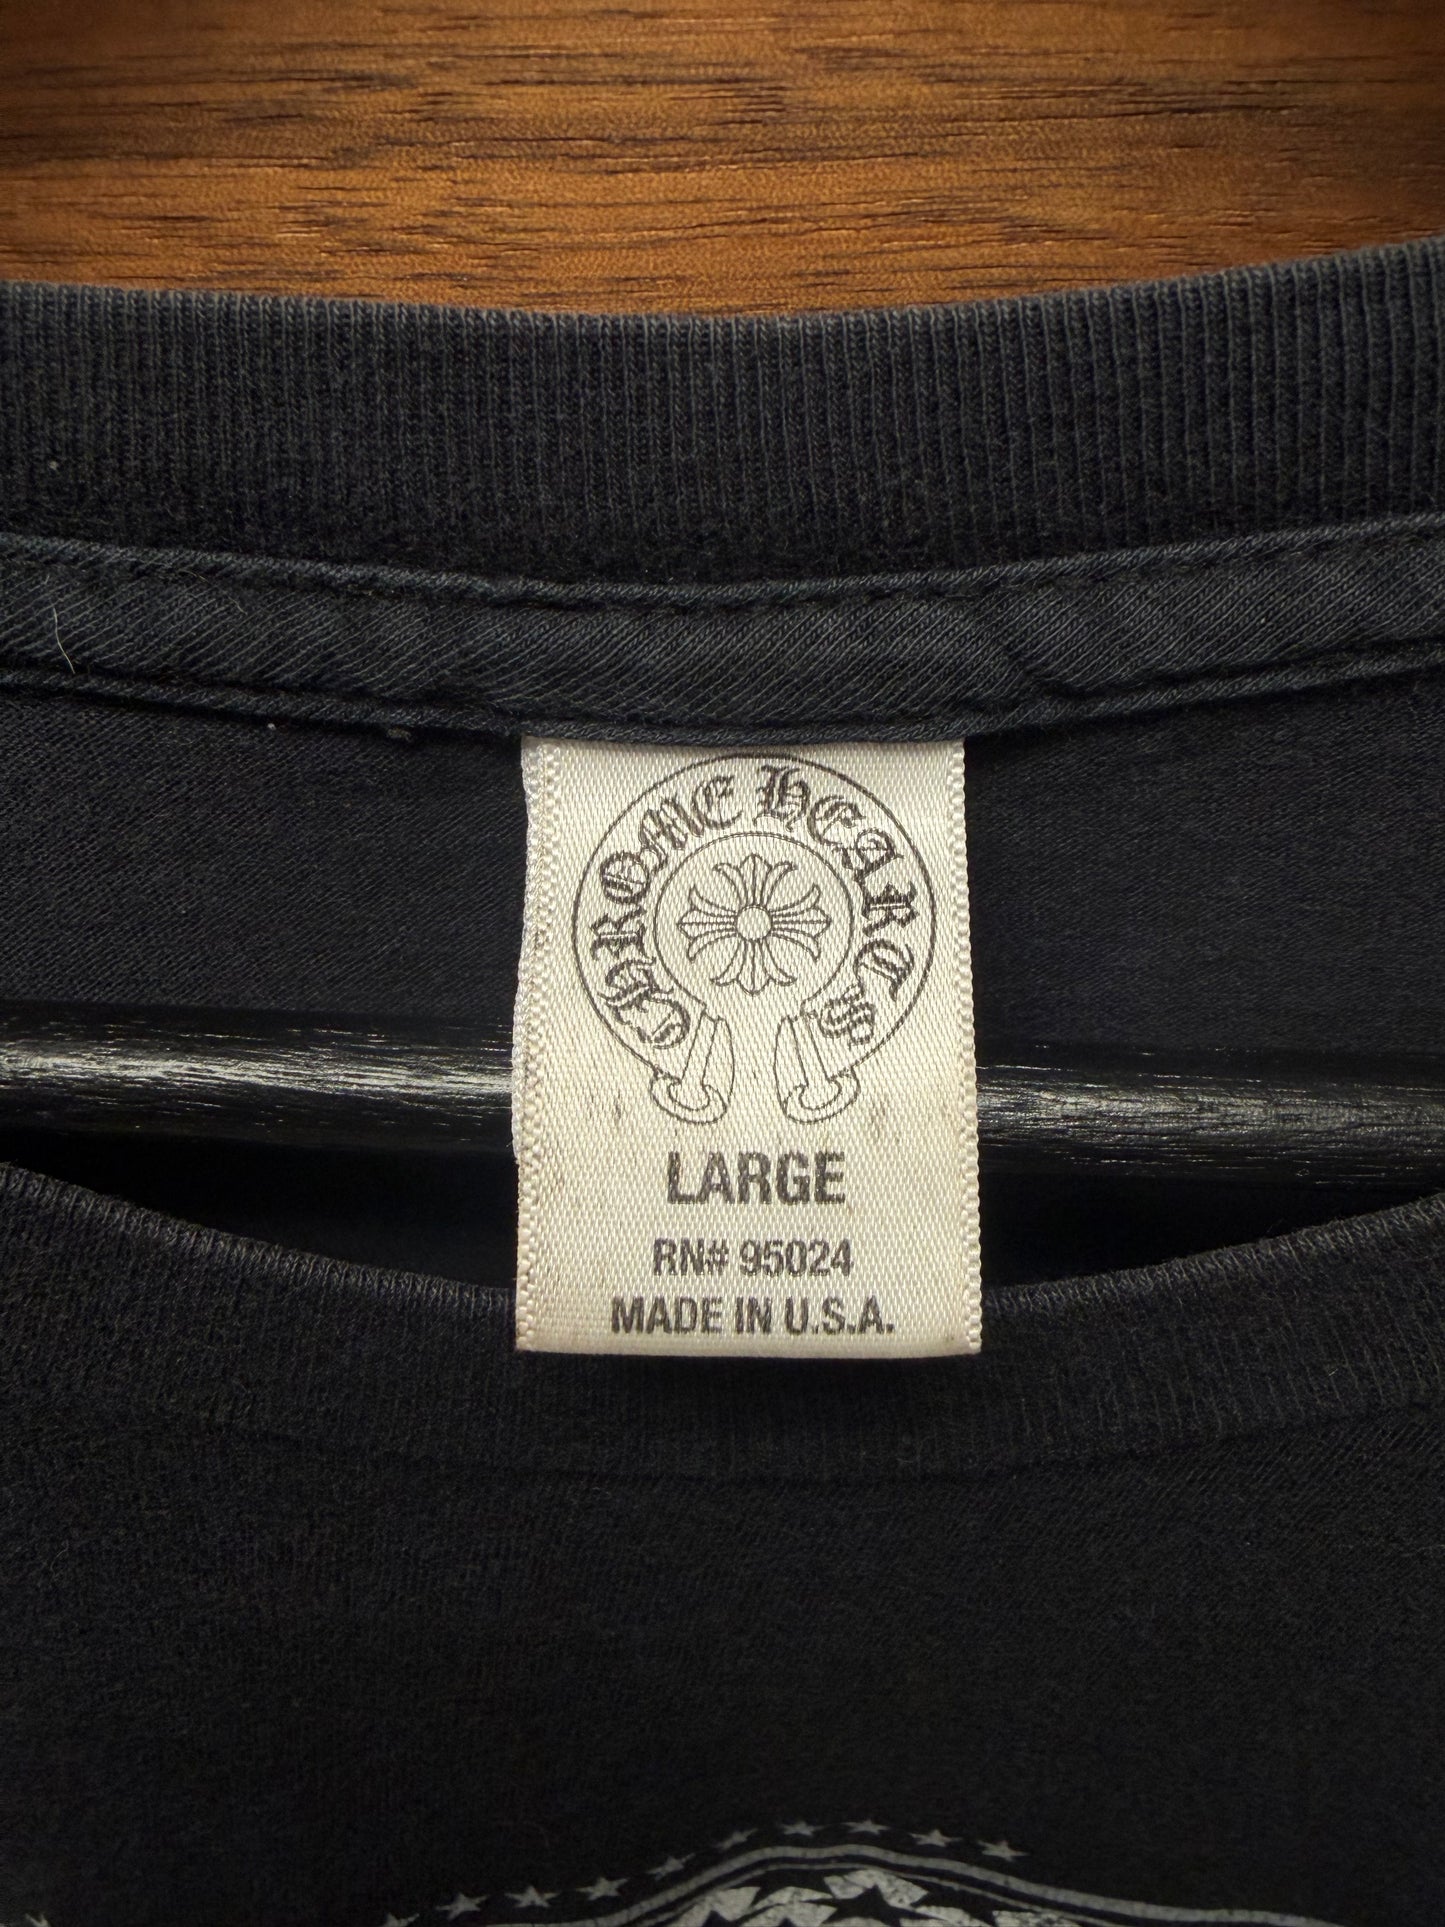 CHROME HEARTS
LARGE
RN# 95024
MADE IN U.S.A.